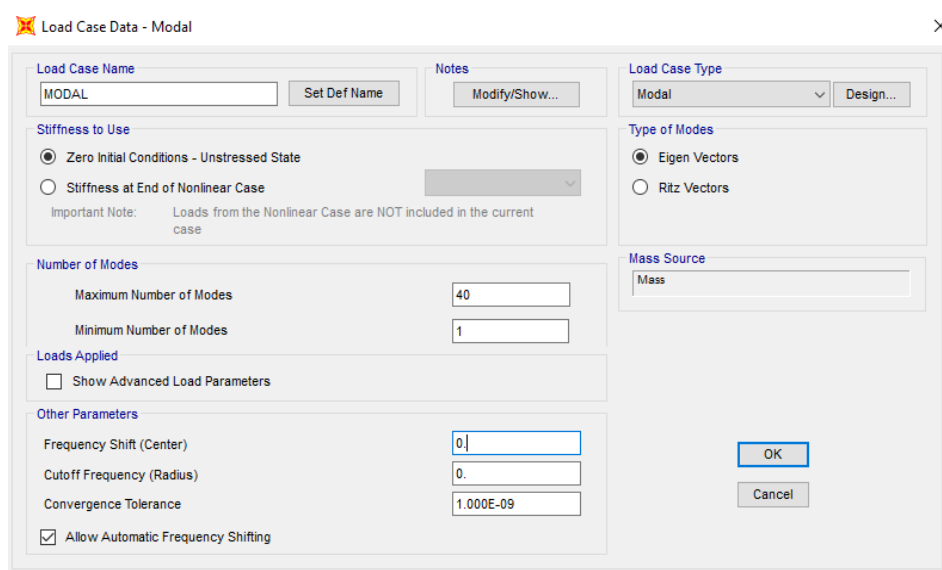 Load Case Data - Modal
Load Case Name
MODAL
Set Def Name
Notes
Modify/Show...
Load Case Type
Modal
Design...
Stiffness to Use
Zero Initial Conditions - Unstressed State
Stiffness at End of Nonlinear Case
Important Note: Loads from the Nonlinear Case are NOT included in the current
case
Type of Modes
Eigen Vectors
Ritz Vectors
Number of Modes
Maximum Number of Modes 40
Minimum Number of Modes 1
Mass Source
Mass
Loads Applied
Show Advanced Load Parameters
Other Parameters
Frequency Shift (Center) 0.
Cutoff Frequency (Radius) 0.
Convergence Tolerance 1.000E-09
Allow Automatic Frequency Shifting
OK
Cancel